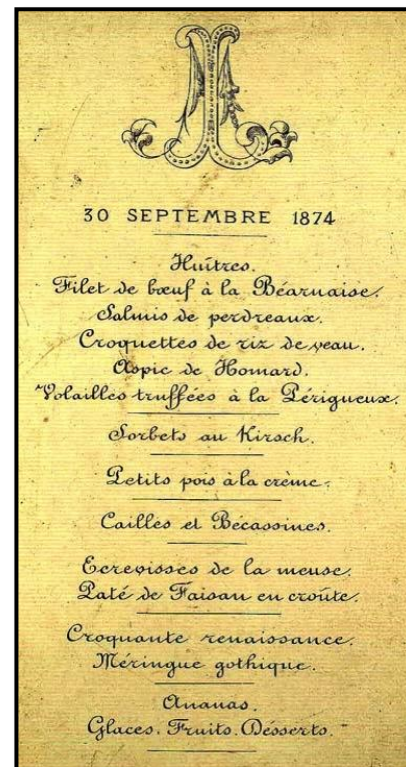 30 SEPTEMBRE 1874
Huîtres.
Filet de bœuf à la Béarnaise.
Salmis de perdreaux.
Croquettes de riz de veau.
Aspic de Homard.
Volailles truffées à la Périgueux.
Sorbets au Kirsch.
Petits pois à la crème.
Cailles et Bécassines.
Ecrevisses de la meuse.
Paté de Faisan en croûte.
Croquante renaissance.
Méringue gothique.
Ananas.
Glaces. Fruits. Désserts.